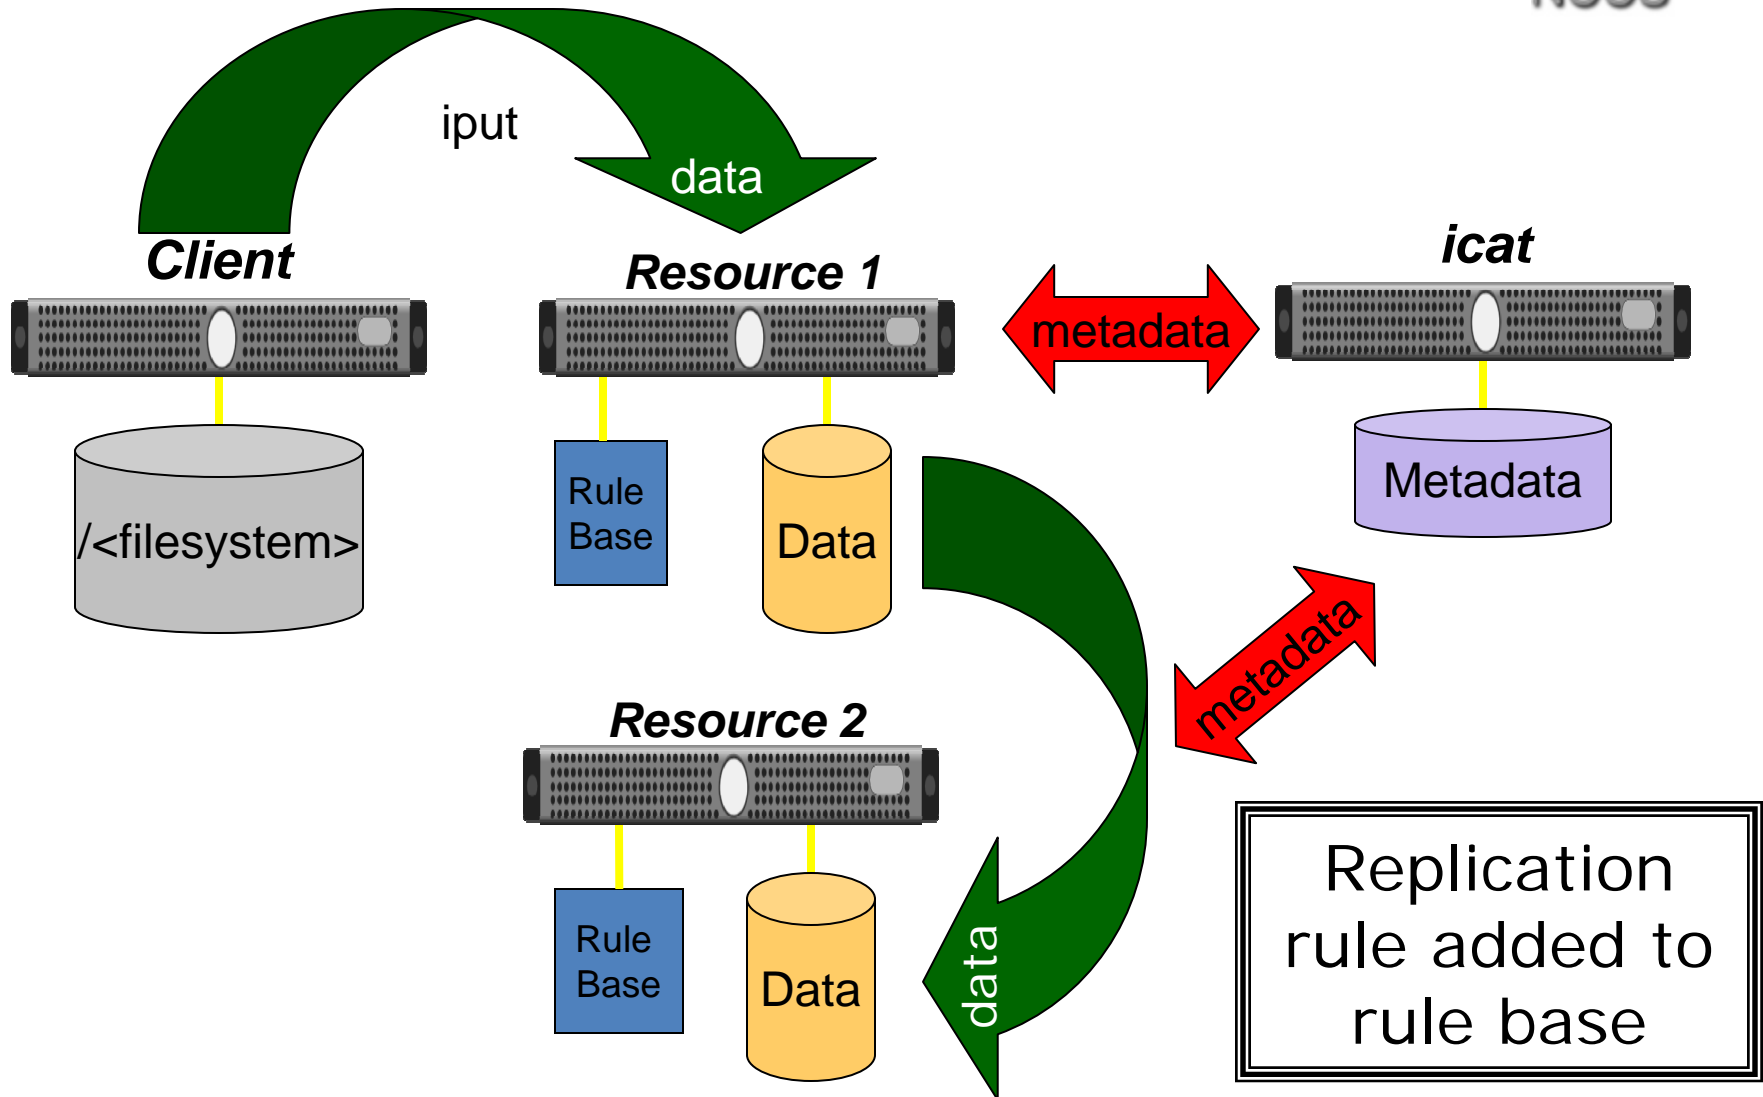 iput
data
Client
Resource 1
icat
metadata
Rule
Base
Data
/<filesystem>
Metadata
metadata
Resource 2
Rule
Base
Data
data
Replication
rule added to
rule base